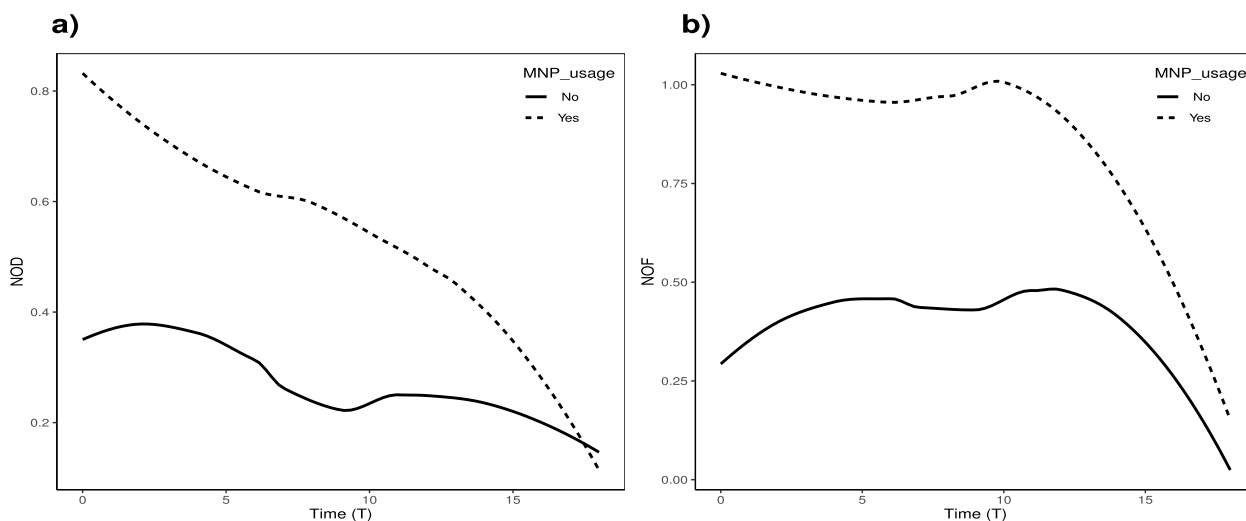 a)
MNP_usage
No
Yes
0.8
0.6
0.4
0.2
NOD
0 5 10 15
Time (T)
b)
MNP_usage
No
Yes
1.00
0.75
0.50
0.25
0.00
NOF
0 5 10 15
Time (T)